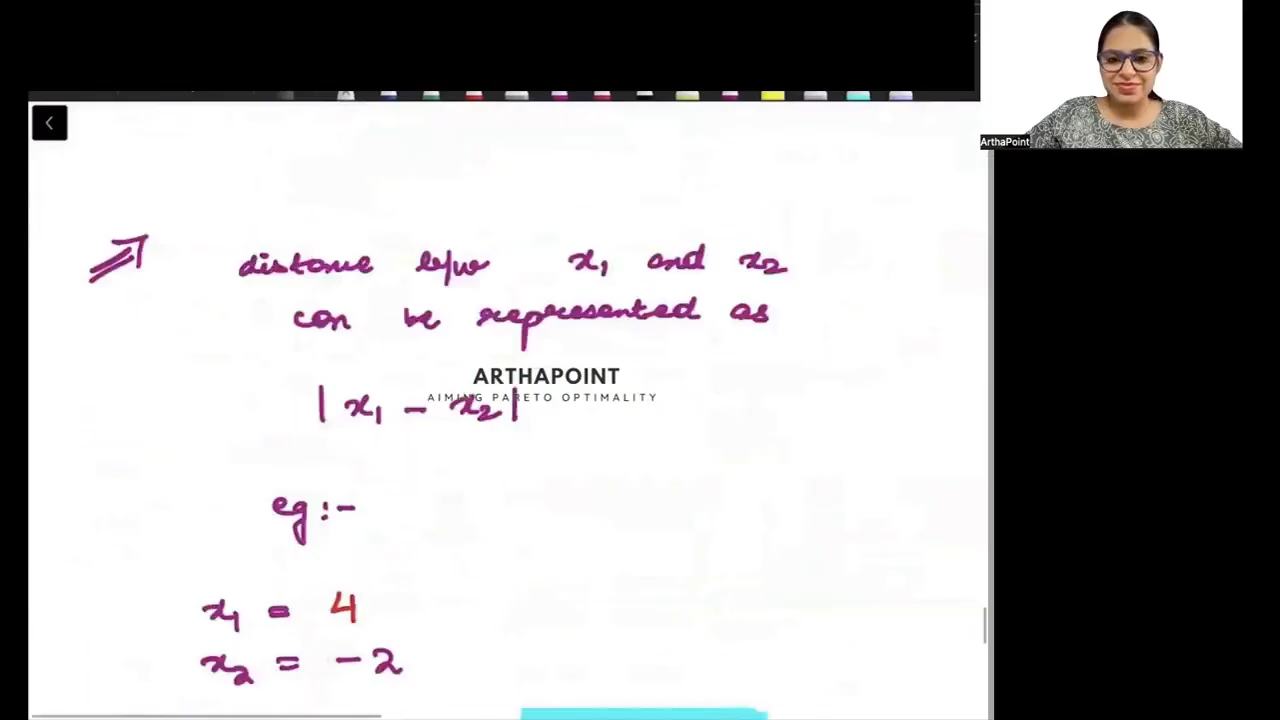 ArthaPoint
distance b/w x₁ and x₂
can be represented as
ARTHAPOINT
AIMING PARETO OPTIMALITY
| x₁ - x₂ |
eg :-
x₁ = 4
x₂ = - 2